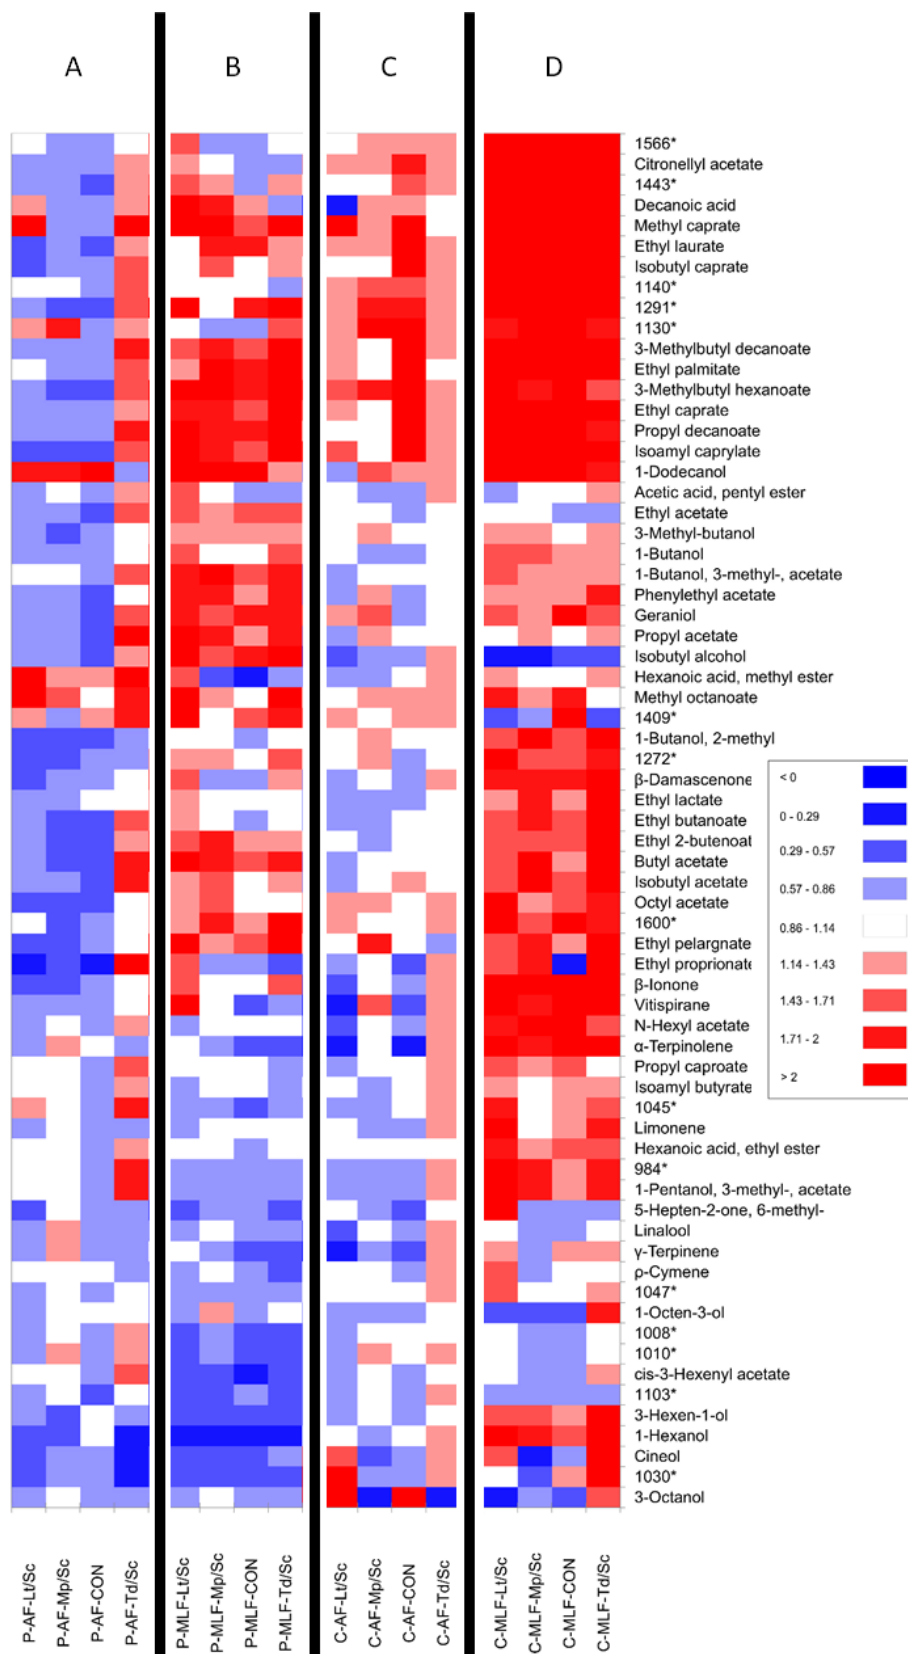 A B C D
1566*
Citronellyl acetate
1443*
Decanoic acid
Methyl caprate
Ethyl laurate
Isobutyl caprate
1140*
1291*
1130*
3-Methylbutyl decanoate
Ethyl palmitate
3-Methylbutyl hexanoate
Ethyl caprate
Propyl decanoate
Isoamyl caprylate
1-Dodecanol
Acetic acid, pentyl ester
Ethyl acetate
3-Methyl-butanol
1-Butanol
1-Butanol, 3-methyl-, acetate
Phenylethyl acetate
Geraniol
Propyl acetate
Isobutyl alcohol
Hexanoic acid, methyl ester
Methyl octanoate
1409*
1-Butanol, 2-methyl
1272*
β-Damascenone
Ethyl lactate
Ethyl butanoate
Ethyl 2-butenoat
Butyl acetate
Isobutyl acetate
Octyl acetate
1600*
Ethyl pelargnate
Ethyl proprionate
β-Ionone
Vitispirane
N-Hexyl acetate
α-Terpinolene
Propyl caproate
Isoamyl butyrate
1045*
Limonene
Hexanoic acid, ethyl ester
984*
1-Pentanol, 3-methyl-, acetate
5-Hepten-2-one, 6-methyl-
Linalool
γ-Terpinene
ρ-Cymene
1047*
1-Octen-3-ol
1008*
1010*
cis-3-Hexenyl acetate
1103*
3-Hexen-1-ol
1-Hexanol
Cineol
1030*
3-Octanol
< 0
0 - 0.29
0.29 - 0.57
0.57 - 0.86
0.86 - 1.14
1.14 - 1.43
1.43 - 1.71
1.71 - 2
> 2
P-AF-Lt/Sc
P-AF-Mp/Sc
P-AF-CON
P-AF-Td/Sc
P-MLF-Lt/Sc
P-MLF-Mp/Sc
P-MLF-CON
P-MLF-Td/Sc
C-AF-Lt/Sc
C-AF-Mp/Sc
C-AF-CON
C-AF-Td/Sc
C-MLF-Lt/Sc
C-MLF-Mp/Sc
C-MLF-CON
C-MLF-Td/Sc